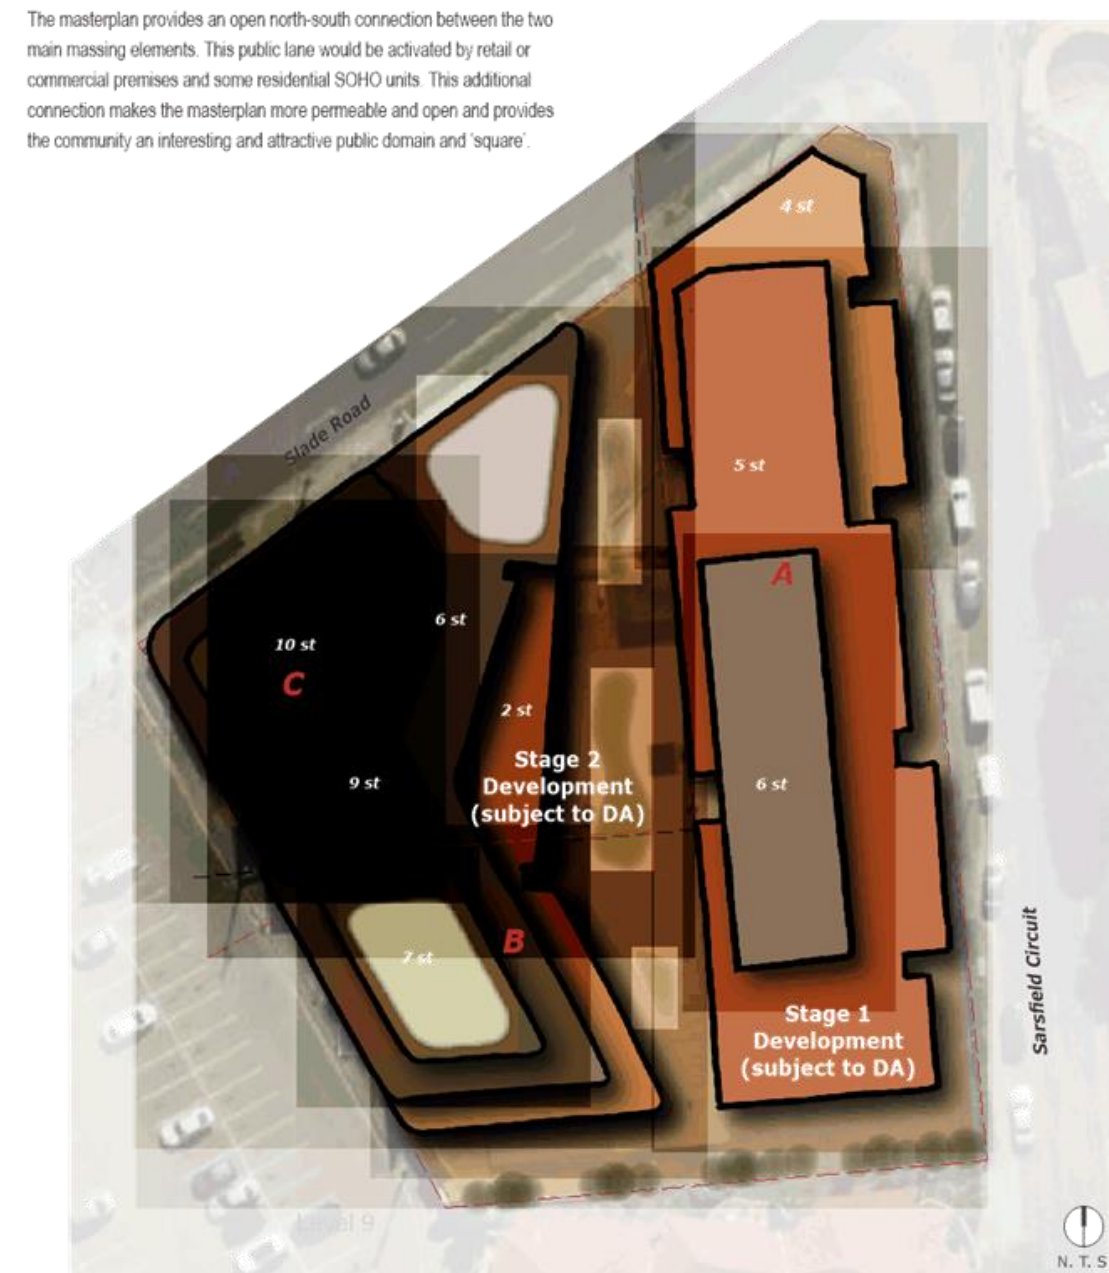 The masterplan provides an open north-south connection between the two
main massing elements. This public lane would be activated by retail or
commercial premises and some residential SOHO units. This additional
connection makes the masterplan more permeable and open and provides
the community an interesting and attractive public domain and 'square'.
4 st
Slade Road
5 st
A
6 st
10 st
C
2 st
Stage 2
Development
(subject to DA)
9 st
6 st
B
7 st
Stage 1
Development
(subject to DA)
Sarsfield Circuit
Level 9
N. T. S